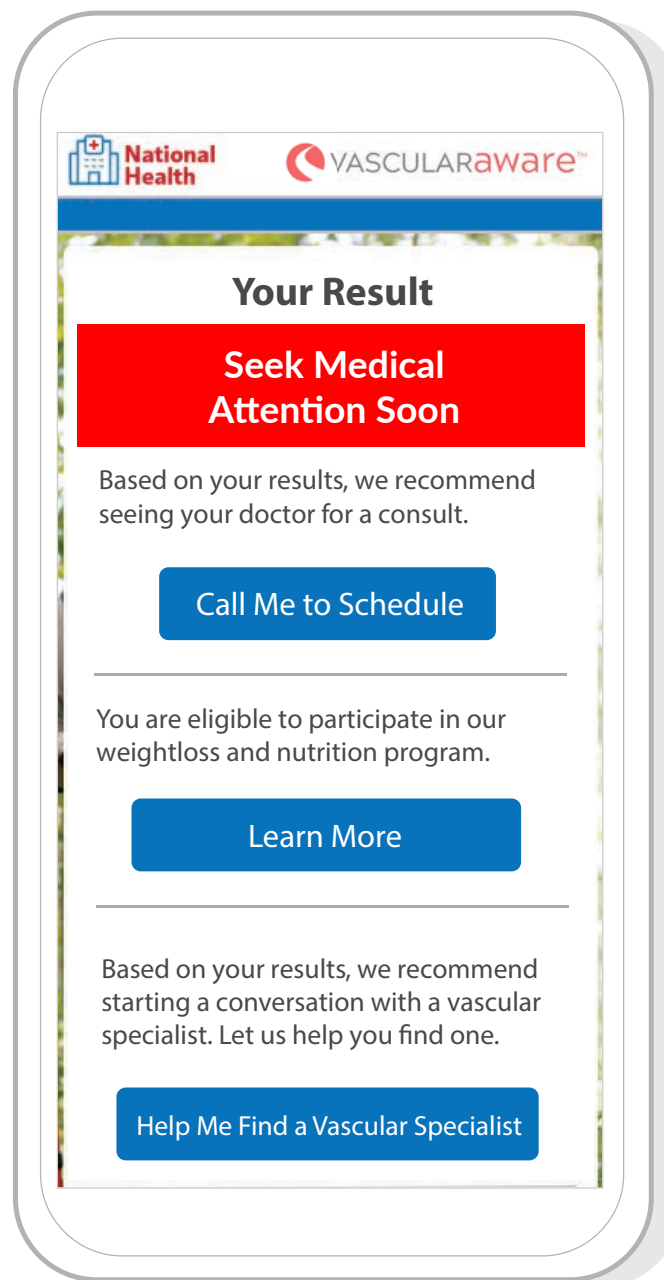 National
Health
VASCULARaware™
Your Result
Seek Medical
Attention Soon
Based on your results, we recommend
seeing your doctor for a consult.
Call Me to Schedule
You are eligible to participate in our
weightloss and nutrition program.
Learn More
Based on your results, we recommend
starting a conversation with a vascular
specialist. Let us help you find one.
Help Me Find a Vascular Specialist